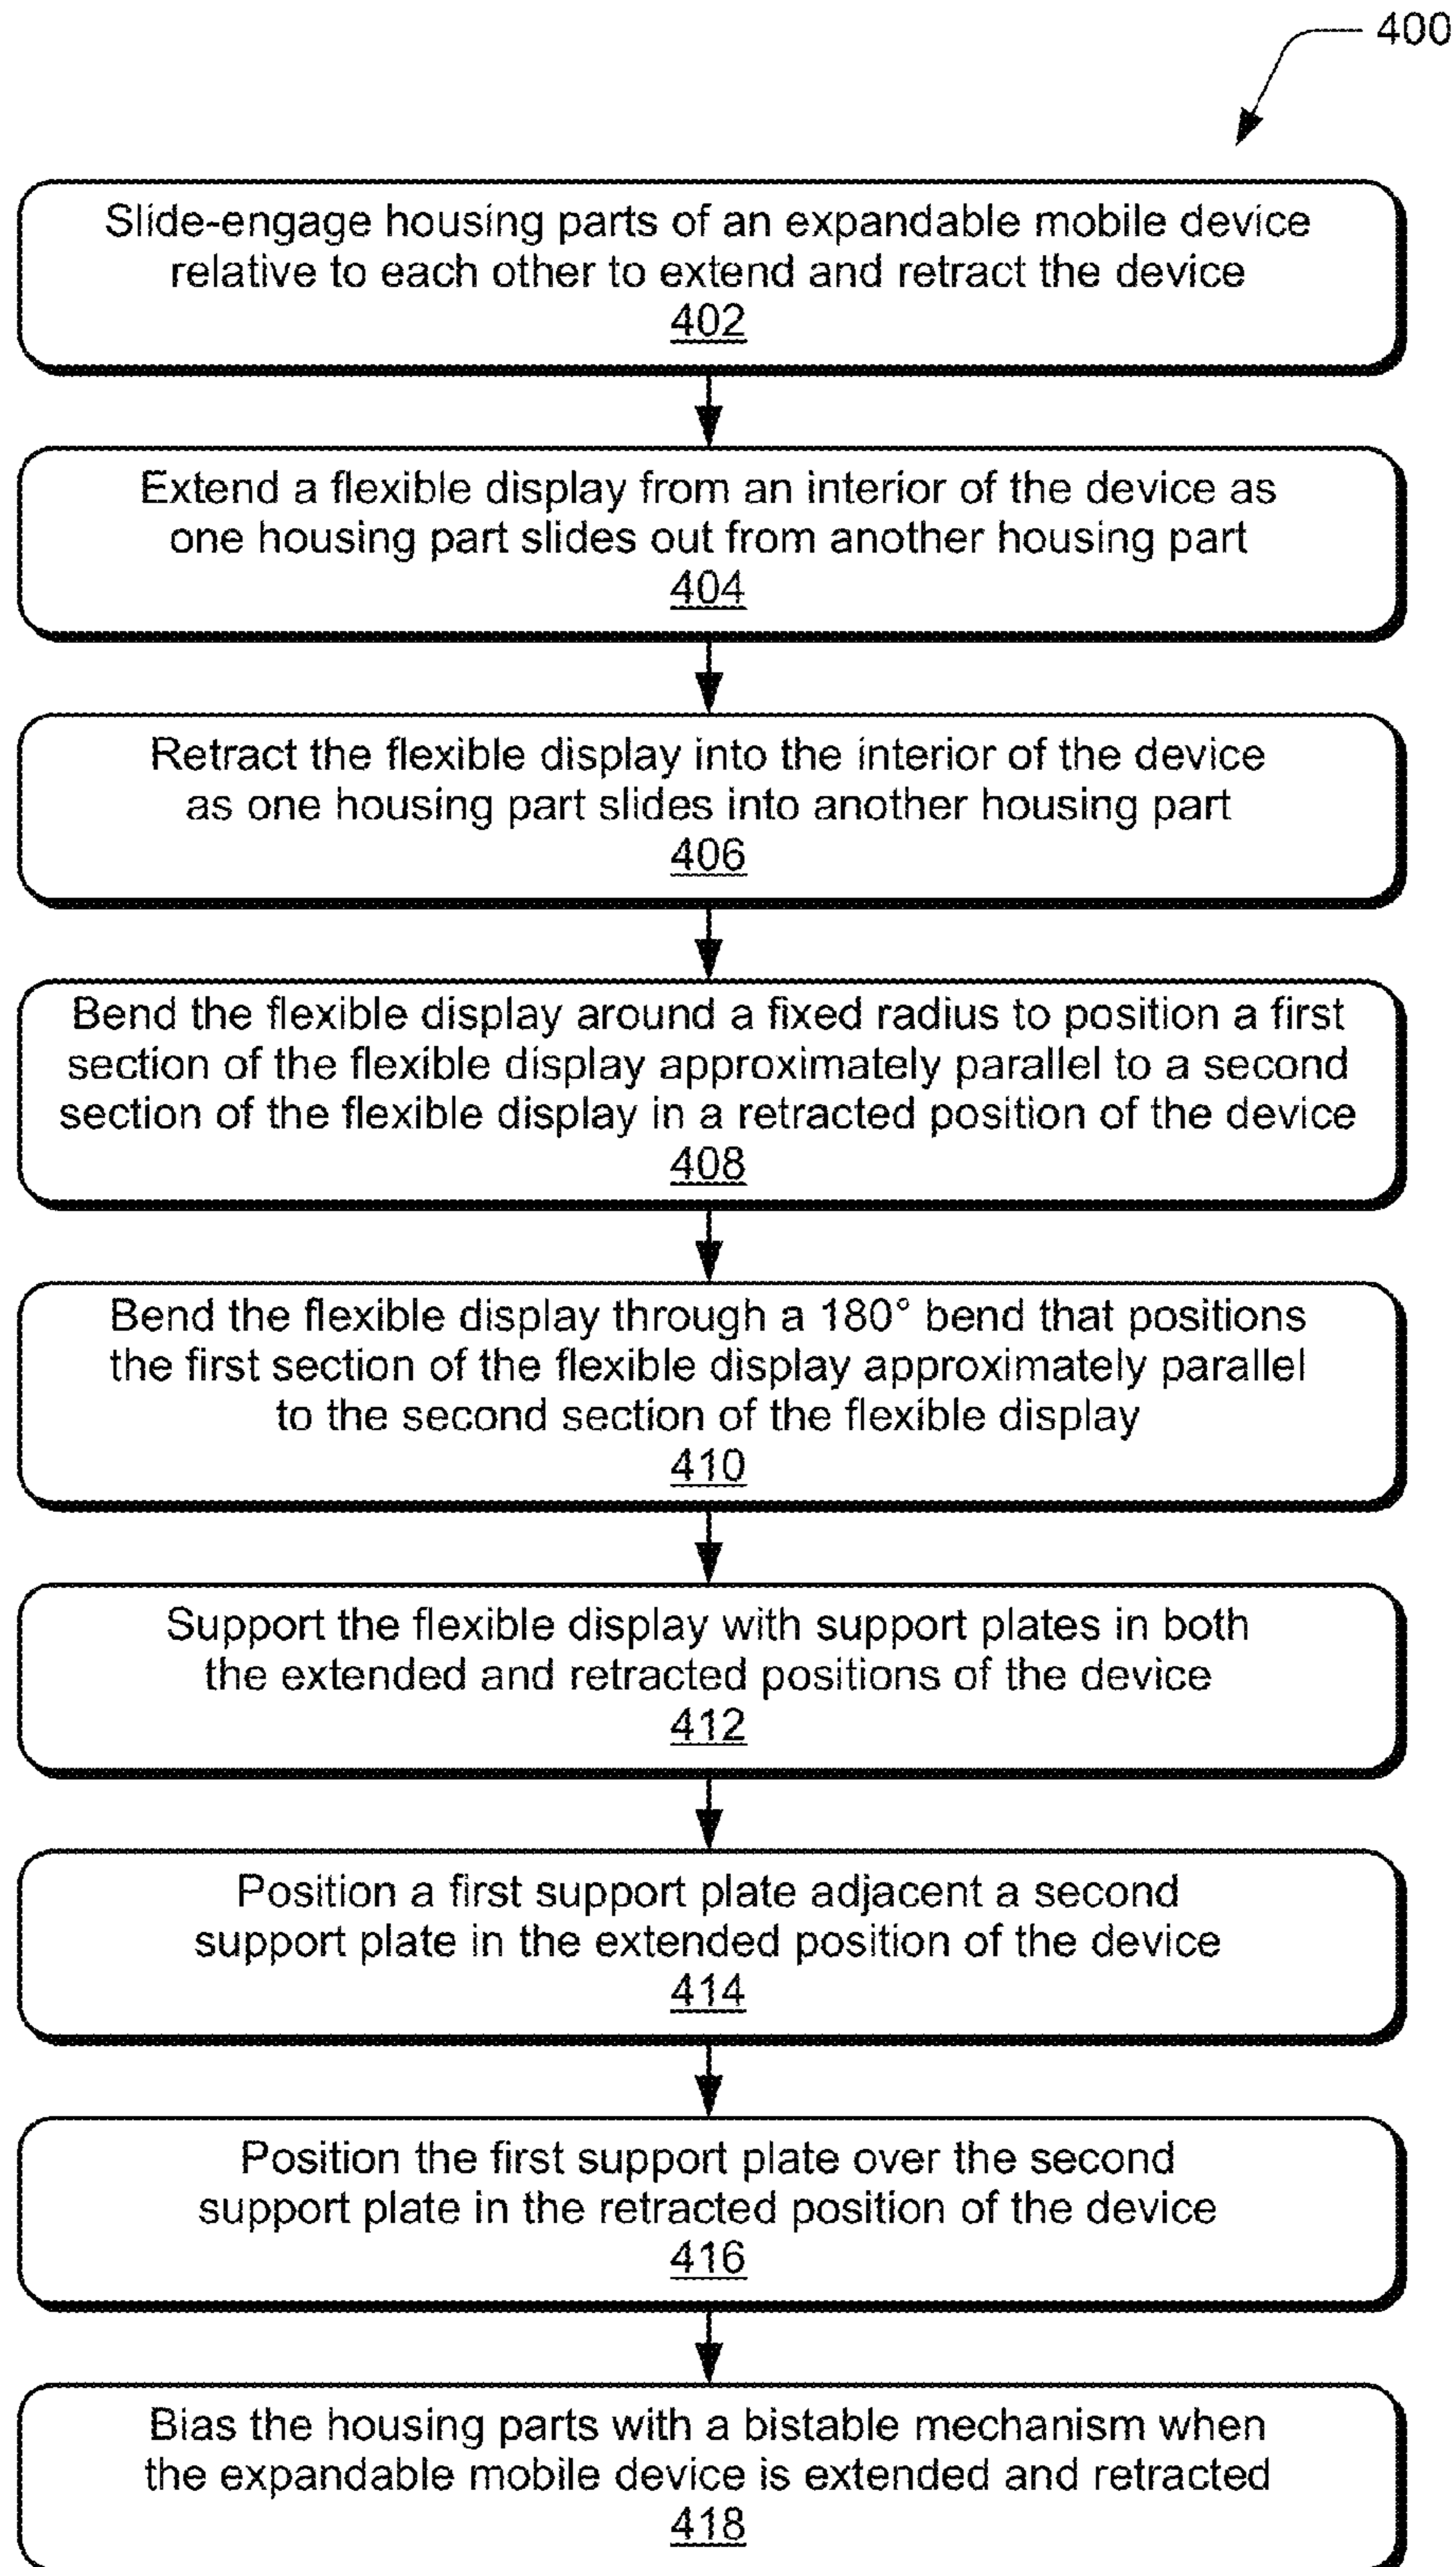 400
Slide-engage housing parts of an expandable mobile device
relative to each other to extend and retract the device
402
Extend a flexible display from an interior of the device as
one housing part slides out from another housing part
404
Retract the flexible display into the interior of the device
as one housing part slides into another housing part
406
Bend the flexible display around a fixed radius to position a first
section of the flexible display approximately parallel to a second
section of the flexible display in a retracted position of the device
408
Bend the flexible display through a 180° bend that positions
the first section of the flexible display approximately parallel
to the second section of the flexible display
410
Support the flexible display with support plates in both
the extended and retracted positions of the device
412
Position a first support plate adjacent a second
support plate in the extended position of the device
414
Position the first support plate over the second
support plate in the retracted position of the device
416
Bias the housing parts with a bistable mechanism when
the expandable mobile device is extended and retracted
418